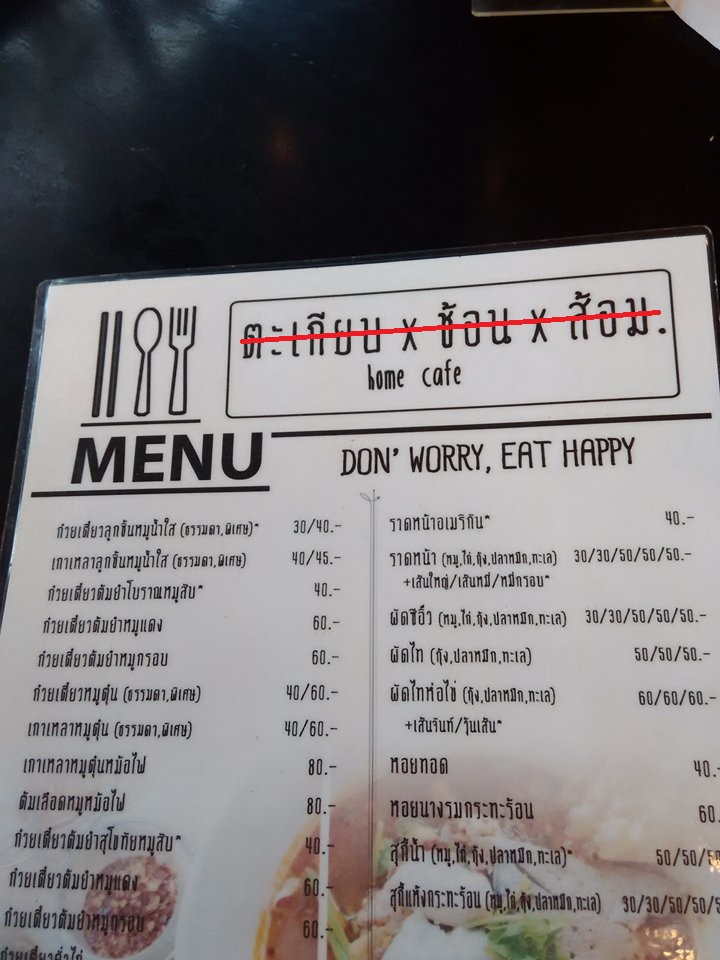 ตะเกียบ x ช้อน x ส้อม.
home cafe
MENU
DON' WORRY, EAT HAPPY
ก๋วยเตี๋ยวลูกชิ้นหมูน้ำใส (ธรรมดา,พิเศษ)* 30/40.-
เกาเหลาลูกชิ้นหมูน้ำใส (ธรรมดา,พิเศษ) 40/45.-
ก๋วยเตี๋ยวต้มยำโบราณหมูสับ* 40.-
ก๋วยเตี๋ยวต้มยำหมูแดง 60.-
ก๋วยเตี๋ยวต้มยำหมูกรอบ 60.-
ก๋วยเตี๋ยวหมูตุ๋น (ธรรมดา,พิเศษ) 40/60.-
เกาเหลาหมูตุ๋น (ธรรมดา,พิเศษ) 40/60.-
เกาเหลาหมูตุ๋นหม้อไฟ 80.-
ต้มเลือดหมูหม้อไฟ 80.-
ก๋วยเตี๋ยวต้มยำสุโขทัยหมูสับ* 40.-
ก๋วยเตี๋ยวต้มยำหมูแดง 60.-
ก๋วยเตี๋ยวต้มยำหมูกรอบ 60.-
ก๋วยเตี๋ยวคั่วไก่
ราดหน้าอเมริกัน* 40.-
ราดหน้า (หมู,ไก่,กุ้ง,ปลาหมึก,ทะเล) 30/30/50/50/50.-
+เส้นใหญ่/เส้นหมี่/หมี่กรอบ*
ผัดซีอิ๊ว (หมู,ไก่,กุ้ง,ปลาหมึก,ทะเล) 30/30/50/50/50.-
ผัดไท (กุ้ง,ปลาหมึก,ทะเล) 50/50/50.-
ผัดไทห่อไข่ (กุ้ง,ปลาหมึก,ทะเล) 60/60/60.-
+เส้นจันท์/วุ้นเส้น*
หอยทอด 40.-
หอยนางรมกระทะร้อน 60.
สุกี้น้ำ (หมู,ไก่,กุ้ง,ปลาหมึก,ทะเล)* 50/50/50
สุกี้แห้งกระทะร้อน (หมู,ไก่,กุ้ง,ปลาหมึก,ทะเล) 30/30/50/50/5